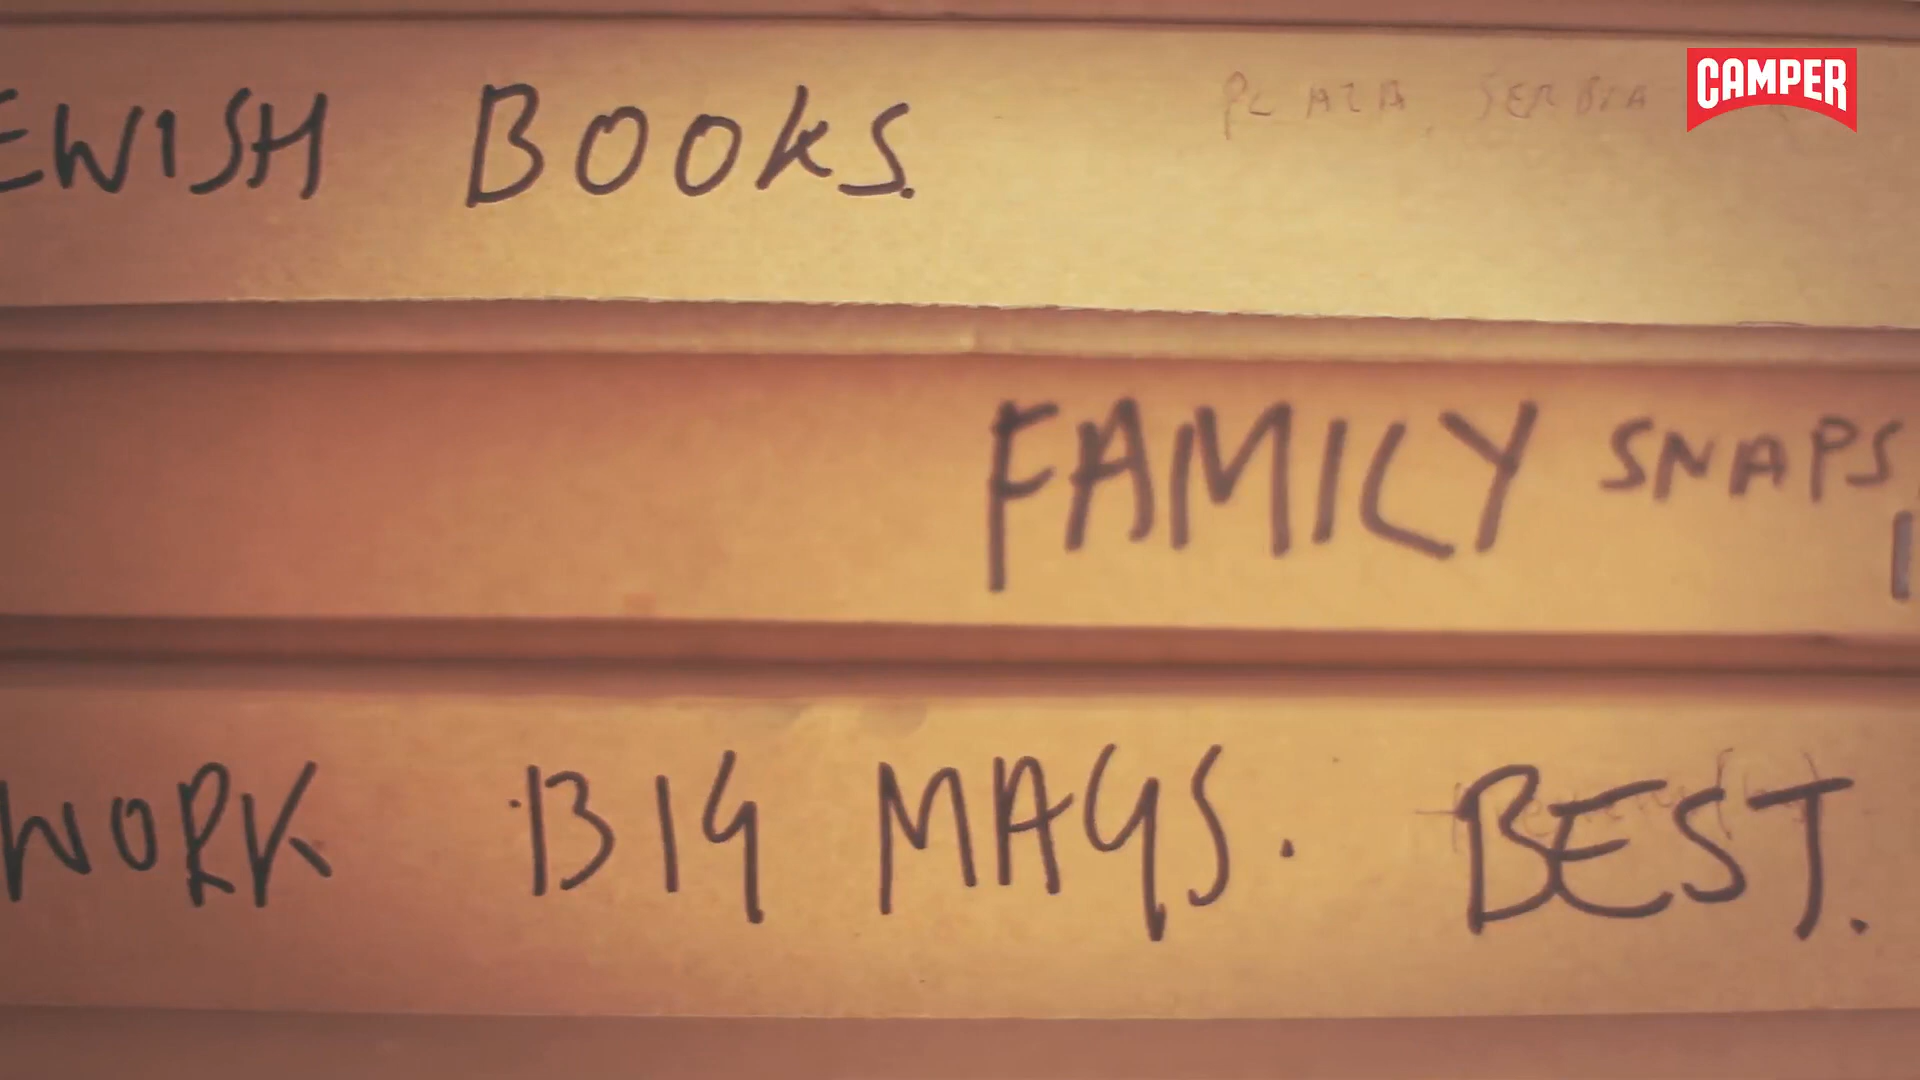 CAMPER
EWISH BOOKS.
PLAZA, SERBIA
FAMILY SNAPS,
WORK BIG MAGS. BEST.